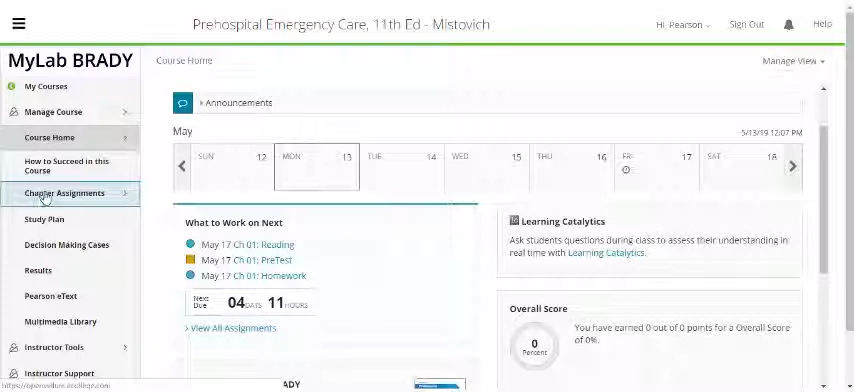 Prehospital Emergency Care, 11th Ed - Mistovich
Hi, Pearson
Sign Out
Help
MyLab BRADY
My Courses
Manage Course
Course Home
How to Succeed in this
Course
Chapter Assignments
Study Plan
Decision Making Cases
Results
Pearson eText
Multimedia Library
Instructor Tools
Instructor Support
Course Home
Manage View
Announcements
May
5/13/19 12:07 PM
SUN 12
MON 13
TUE 14
WED 15
THU 16
FRI 17
SAT 18
What to Work on Next
May 17 Ch 01: Reading
May 17 Ch 01: PreTest
May 17 Ch 01: Homework
Next
Due
04 DAYS 11 HOURS
View All Assignments
Learning Catalytics
Ask students questions during class to assess their understanding in
real time with Learning Catalytics.
Overall Score
0
Percent
You have earned 0 out of 0 points for a Overall Score
of 0%.
ADY